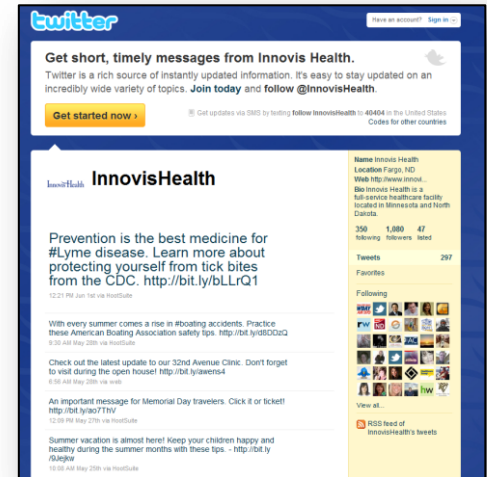 twitter
Have an account? Sign in
Get short, timely messages from Innovis Health.
Twitter is a rich source of instantly updated information. It's easy to stay updated on an
incredibly wide variety of topics. Join today and follow @InnovisHealth.
Get started now ›
Get updates via SMS by texting follow InnovisHealth to 40404 in the United States
Codes for other countries
InnovisHealth
InnovisHealth
Prevention is the best medicine for
#Lyme disease. Learn more about
protecting yourself from tick bites
from the CDC. http://bit.ly/bLLrQ1
12:21 PM Jun 1st via HootSuite
With every summer comes a rise in #boating accidents. Practice
these American Boating Association safety tips. http://bit.ly/d8DDzQ
9:30 AM May 28th via HootSuite
Check out the latest update to our 32nd Avenue Clinic. Don't forget
to visit during the open house! http://bit.ly/awens4
8:56 AM May 28th via web
An important message for Memorial Day travelers. Click it or ticket!
http://bit.ly/ao7ThV
12:09 PM May 27th via HootSuite
Summer vacation is almost here! Keep your children happy and
healthy during the summer months with these tips. - http://bit.ly
/9Jejkw
10:05 AM May 25th via HootSuite
Name Innovis Health
Location Fargo, ND
Web http://www.innovi...
Bio Innovis Health is a
full-service healthcare facility
located in Minnesota and North
Dakota.
350 1,080 47
following followers listed
Tweets 297
Favorites
Following
View all...
RSS feed of
InnovisHealth's tweets